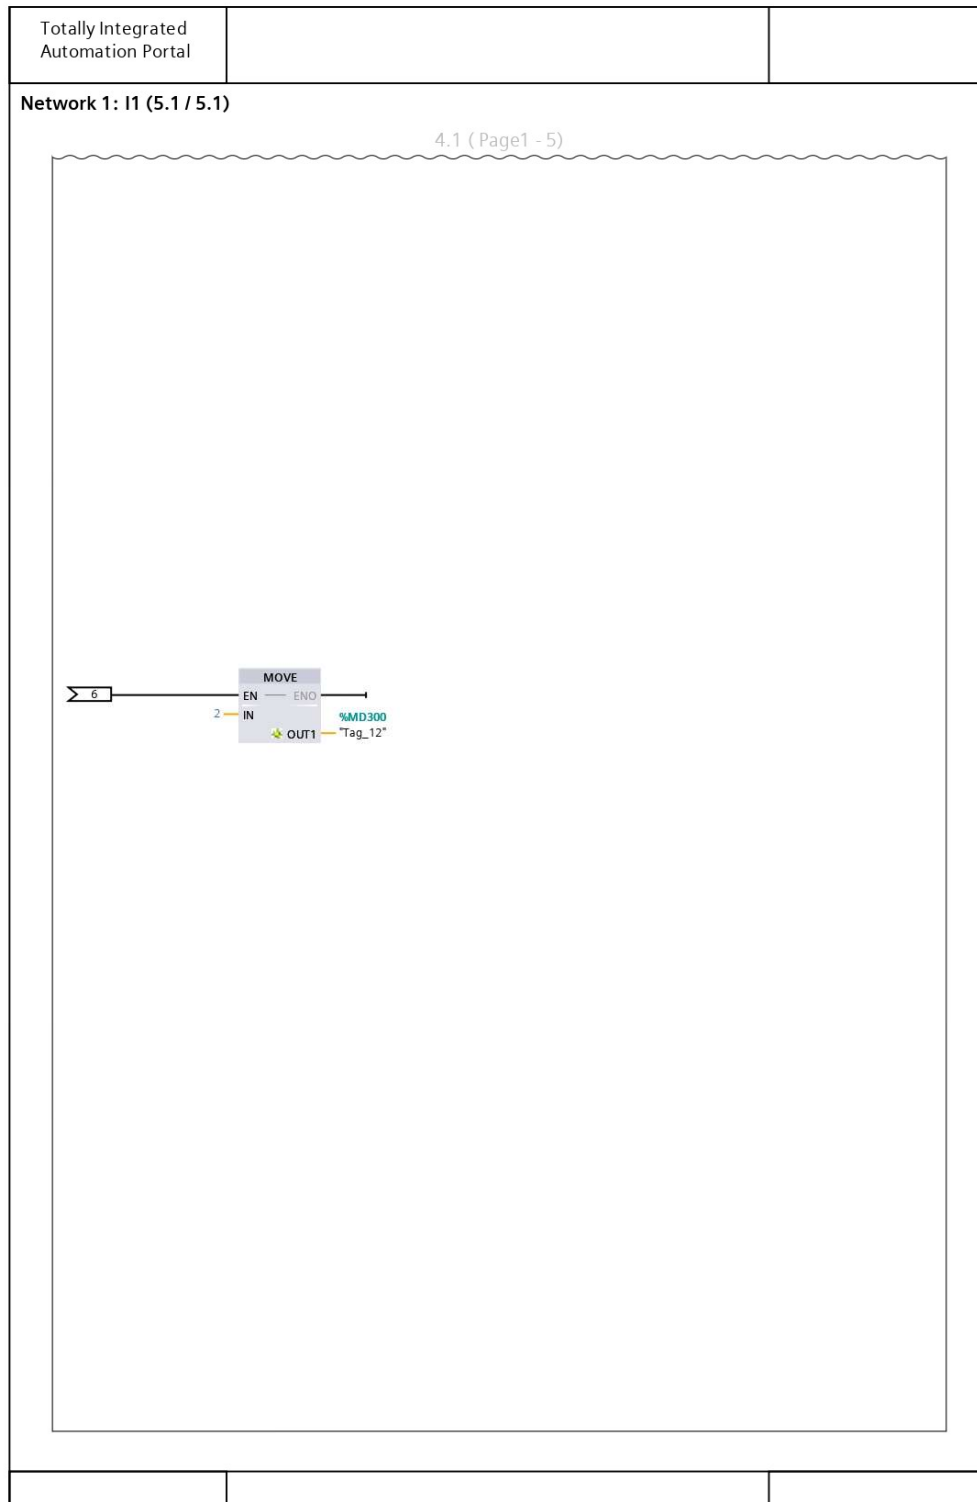 Totally Integrated
Automation Portal
Network 1: I1 (5.1 / 5.1)
4.1 ( Page1 - 5)
MOVE
6
EN ENO
2 IN
%MD300
OUT1 "Tag_12"